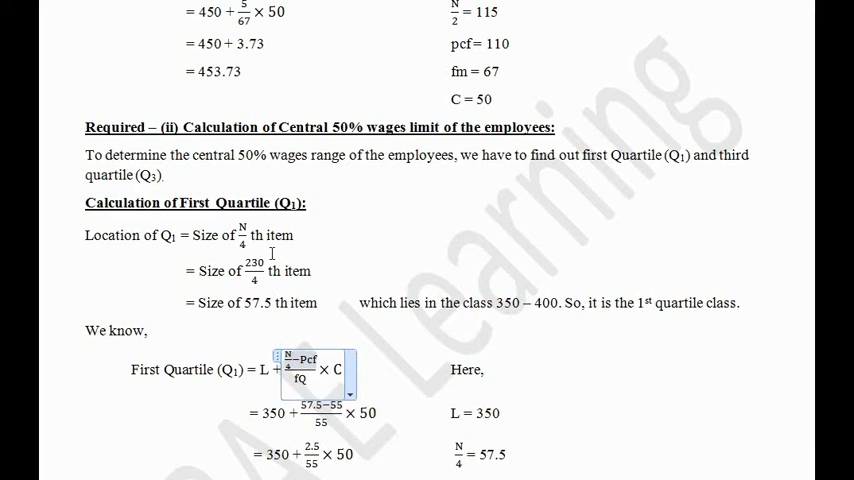 = 450 + 5/67 × 50 N/2 = 115
= 450 + 3.73 pcf = 110
= 453.73 fm = 67
C = 50
Required – (ii) Calculation of Central 50% wages limit of the employees:
To determine the central 50% wages range of the employees, we have to find out first Quartile (Q₁) and third
quartile (Q₃).
Calculation of First Quartile (Q₁):
Location of Q₁ = Size of N/4 th item
= Size of 230/4 th item
= Size of 57.5 th item which lies in the class 350 – 400. So, it is the 1ˢᵗ quartile class.
We know,
First Quartile (Q₁) = L + (N/4 − Pcf)/fQ × C Here,
= 350 + (57.5−55)/55 × 50 L = 350
= 350 + 2.5/55 × 50 N/4 = 57.5
Learning